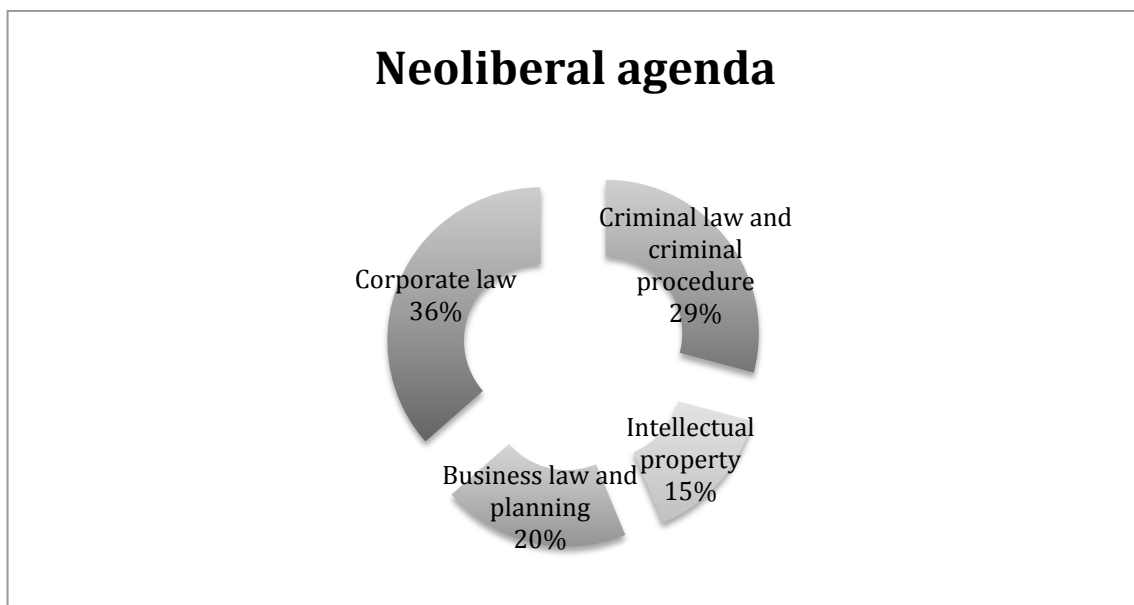 Neoliberal agenda
Criminal law and
criminal
procedure
29%
Corporate law
36%
Intellectual
property
15%
Business law and
planning
20%